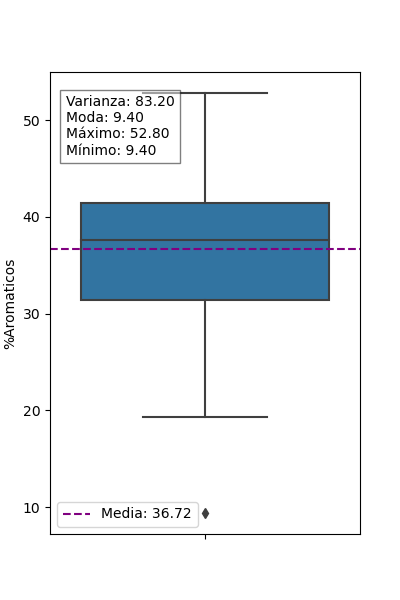 Varianza: 83.20
Moda: 9.40
Máximo: 52.80
Mínimo: 9.40
50
40
30
20
10
%Aromaticos
Media: 36.72